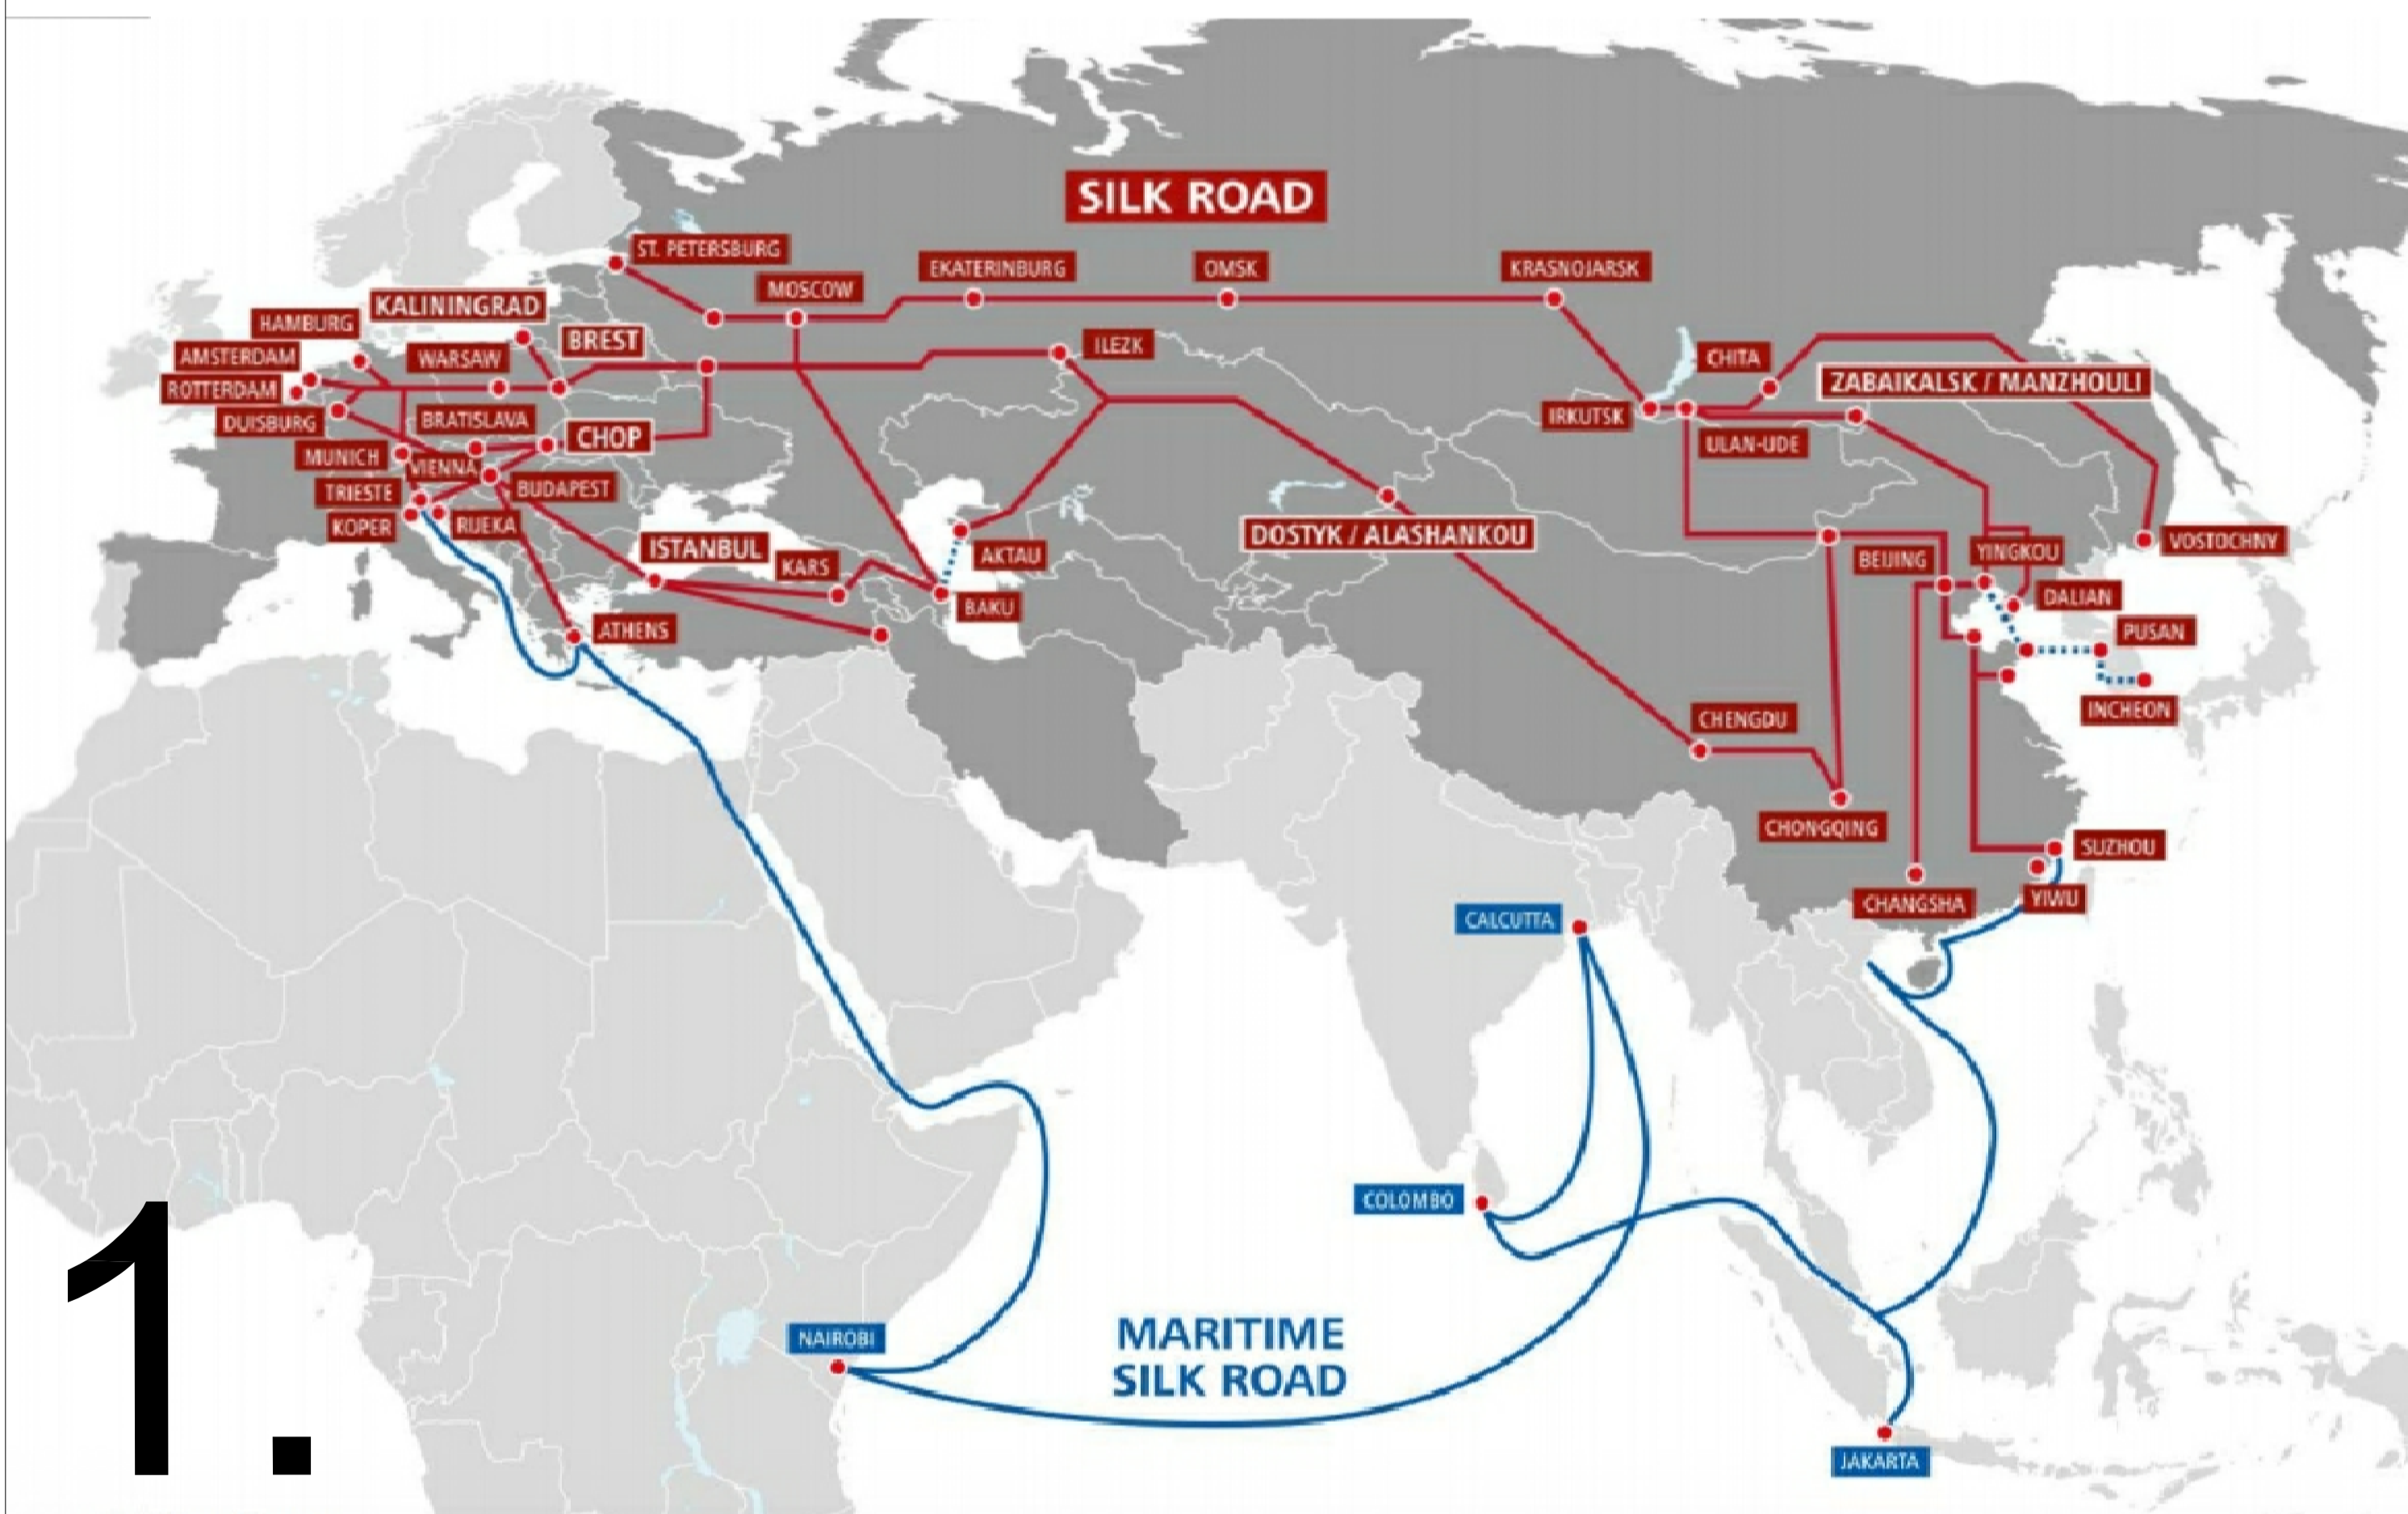 SILK ROAD
ST. PETERSBURG
MOSCOW
EKATERINBURG
OMSK
KRASNOJARSK
KALININGRAD
HAMBURG
BREST
AMSTERDAM
WARSAW
ILEZK
CHITA
ROTTERDAM
ZABAIKALSK / MANZHOULI
DUISBURG
BRATISLAVA
CHOP
IRKUTSK
ULAN-UDE
MUNICH
VIENNA
TRIESTE
BUDAPEST
KOPER
RIJEKA
DOSTYK / ALASHANKOU
VOSTOCHNY
ISTANBUL
KARS
AKTAU
BEIJING
YINGKOU
BAKU
DALIAN
ATHENS
PUSAN
INCHEON
CHENGDU
CHONGQING
SUZHOU
CHANGSHA
YIWU
CALCUTTA
COLOMBO
NAIROBI
MARITIME
SILK ROAD
JAKARTA
1.